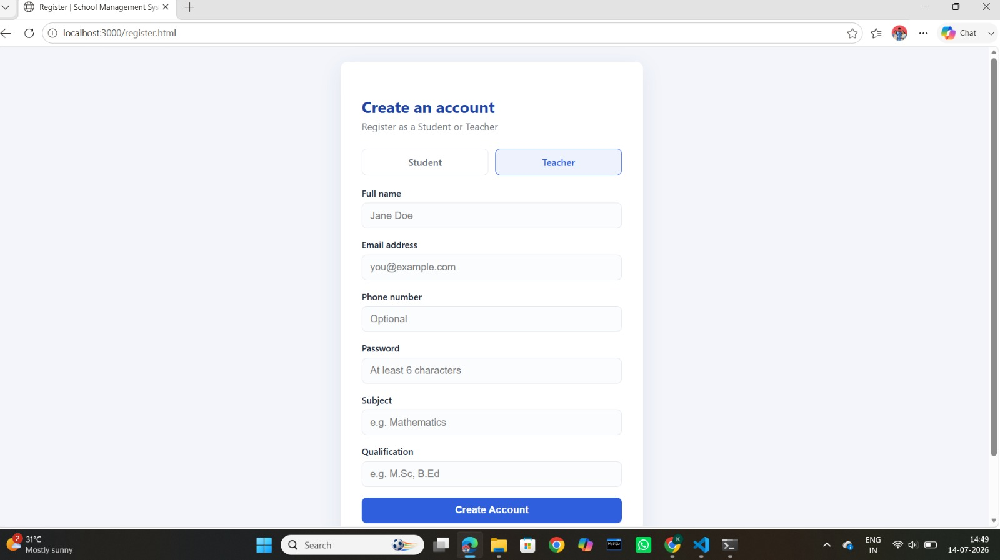 Register | School Management Sys
localhost:3000/register.html
Chat
Create an account
Register as a Student or Teacher
Student
Teacher
Full name
Jane Doe
Email address
you@example.com
Phone number
Optional
Password
At least 6 characters
Subject
e.g. Mathematics
Qualification
e.g. M.Sc, B.Ed
Create Account
2
31°C
Mostly sunny
Search
MySQL
K
ENG
IN
14:49
14-07-2026